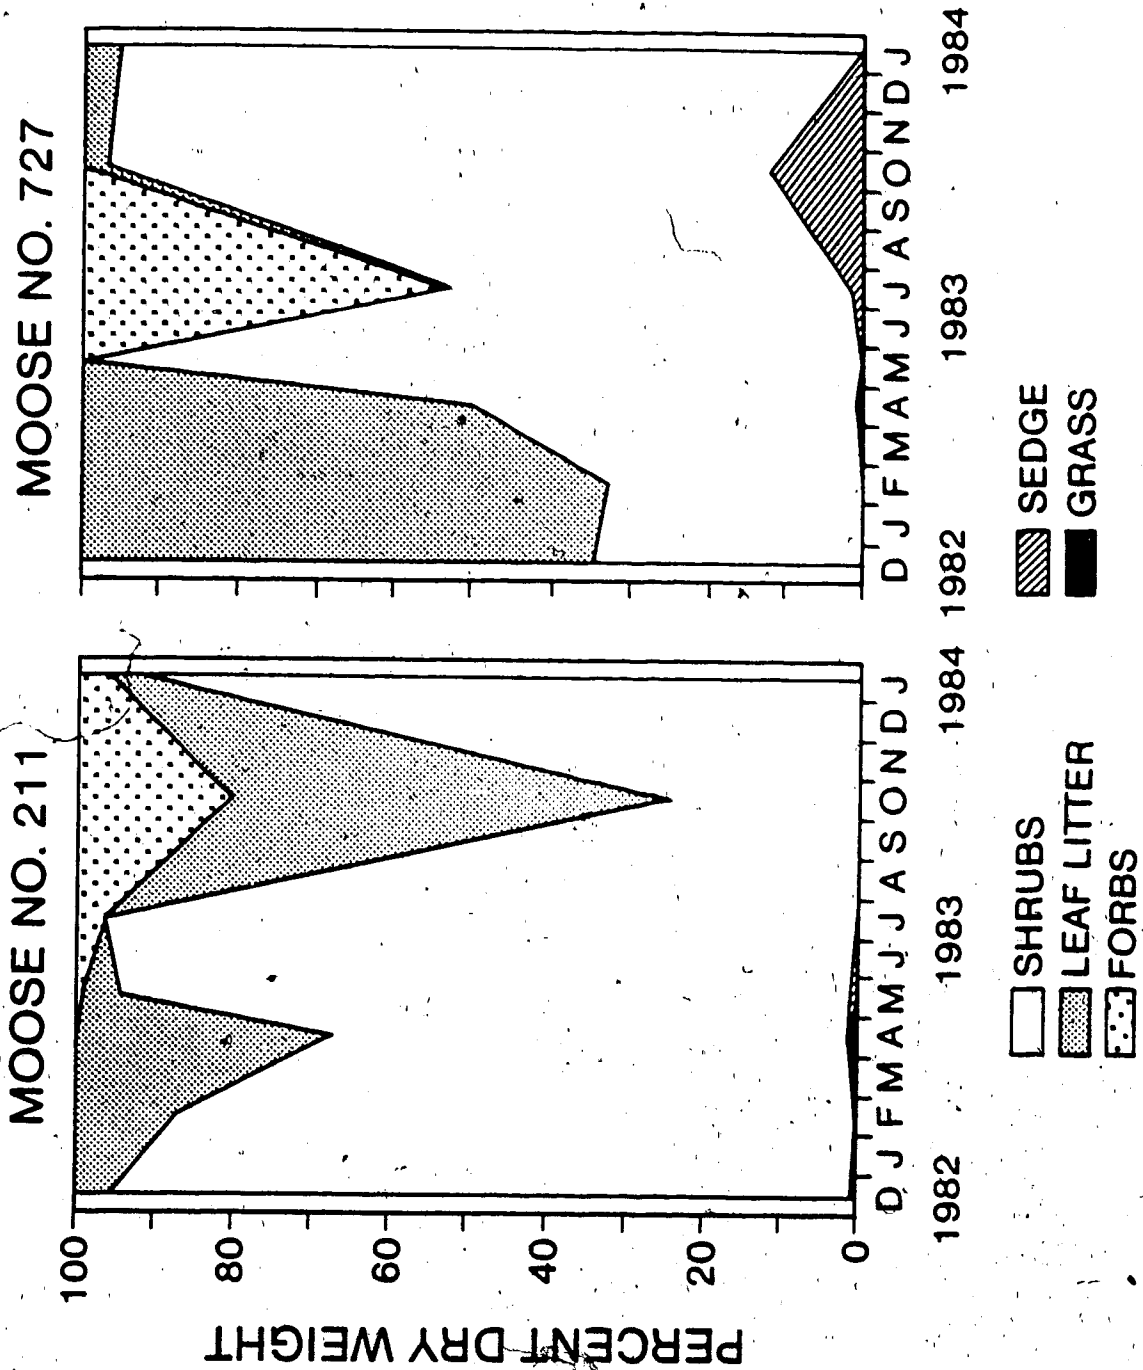 MOOSE NO. 211
MOOSE NO. 727
PERCENT DRY WEIGHT
100
80
60
40
20
0
D J F M A M J J A S O N D J
1982 1983 1984
D J F M A M J J A S O N D J
1982 1983 1984
SHRUBS
LEAF LITTER
FORBS
SEDGE
GRASS